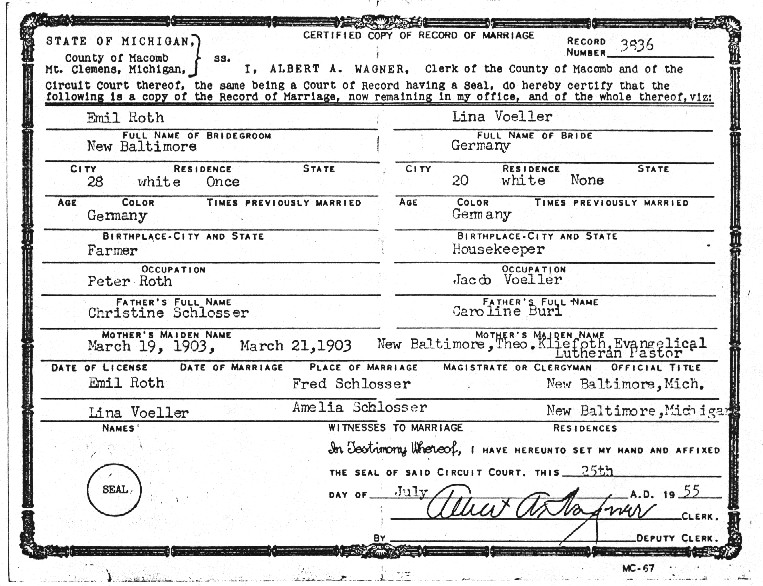 CERTIFIED COPY OF RECORD OF MARRIAGE
STATE OF MICHIGAN,
County of Macomb
Mt. Clemens, Michigan,
ss.
RECORD NUMBER 3836
I, ALBERT A. WAGNER, Clerk of the County of Macomb and of the
Circuit Court thereof, the same being a Court of Record having a Seal, do hereby certify that the
following is a copy of the Record of Marriage, now remaining in my office, and of the whole thereof, viz:
Emil Roth Lina Voeller
FULL NAME OF BRIDEGROOM FULL NAME OF BRIDE
New Baltimore Germany
CITY RESIDENCE STATE CITY RESIDENCE STATE
28 white Once 20 white None
AGE COLOR TIMES PREVIOUSLY MARRIED AGE COLOR TIMES PREVIOUSLY MARRIED
Germany Germany
BIRTHPLACE-CITY AND STATE BIRTHPLACE-CITY AND STATE
Farmer Housekeeper
OCCUPATION OCCUPATION
Peter Roth Jacob Voeller
FATHER'S FULL NAME FATHER'S FULL NAME
Christine Schlosser Caroline Burl
MOTHER'S MAIDEN NAME MOTHER'S MAIDEN NAME
March 19, 1903, March 21,1903 New Baltimore,Theo. Kliefoth,Evangelical
Lutheran Pastor
DATE OF LICENSE DATE OF MARRIAGE PLACE OF MARRIAGE MAGISTRATE OR CLERGYMAN OFFICIAL TITLE
Emil Roth Fred Schlosser New Baltimore,Mich.
Lina Voeller Amelia Schlosser New Baltimore,Michigan
NAMES WITNESSES TO MARRIAGE RESIDENCES
In Testimony Whereof, I HAVE HEREUNTO SET MY HAND AND AFFIXED
THE SEAL OF SAID CIRCUIT COURT, THIS 25th
SEAL
DAY OF July A.D. 19 55
Albert A. Wagner CLERK.
BY DEPUTY CLERK.
MC-67